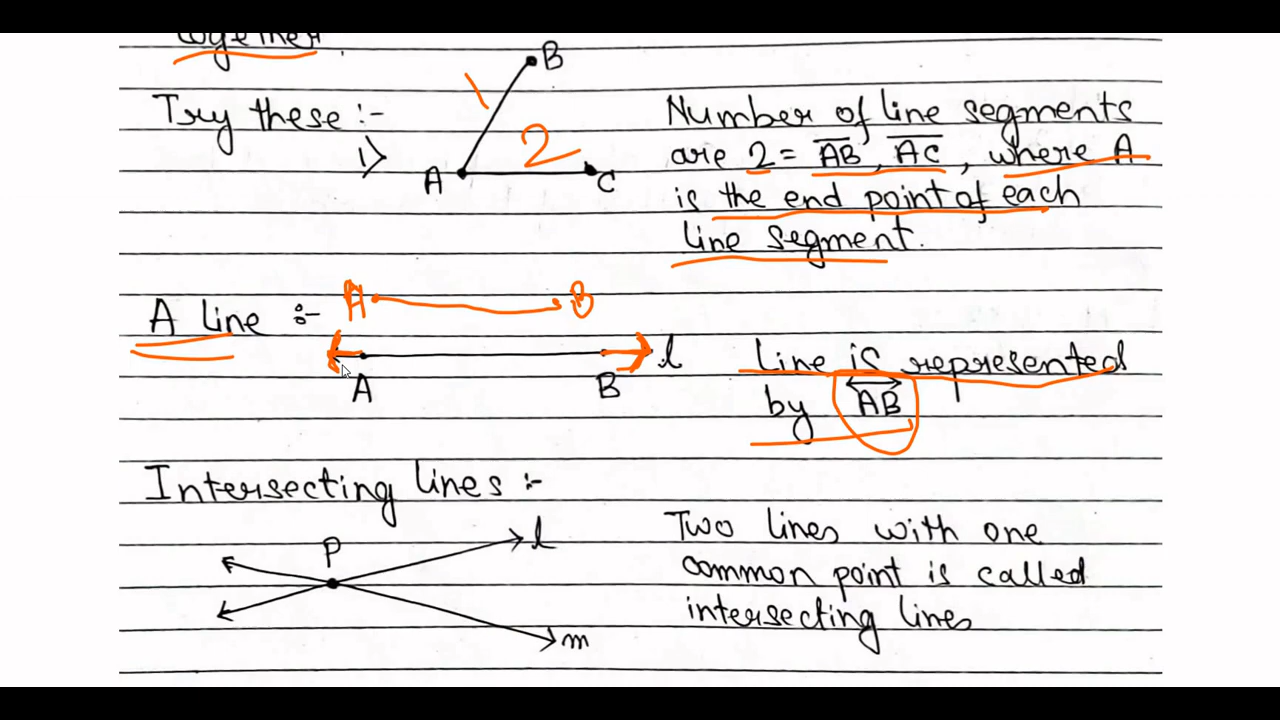 together.
B
Try these :-
1)
1
2
A
C
Number of line segments
are 2 = AB, AC, where A
is the end point of each
line segment.
A line :-
A B
A B l
Line is represented
by AB
Intersecting lines :-
P
l
m
Two lines with one
common point is called
intersecting lines